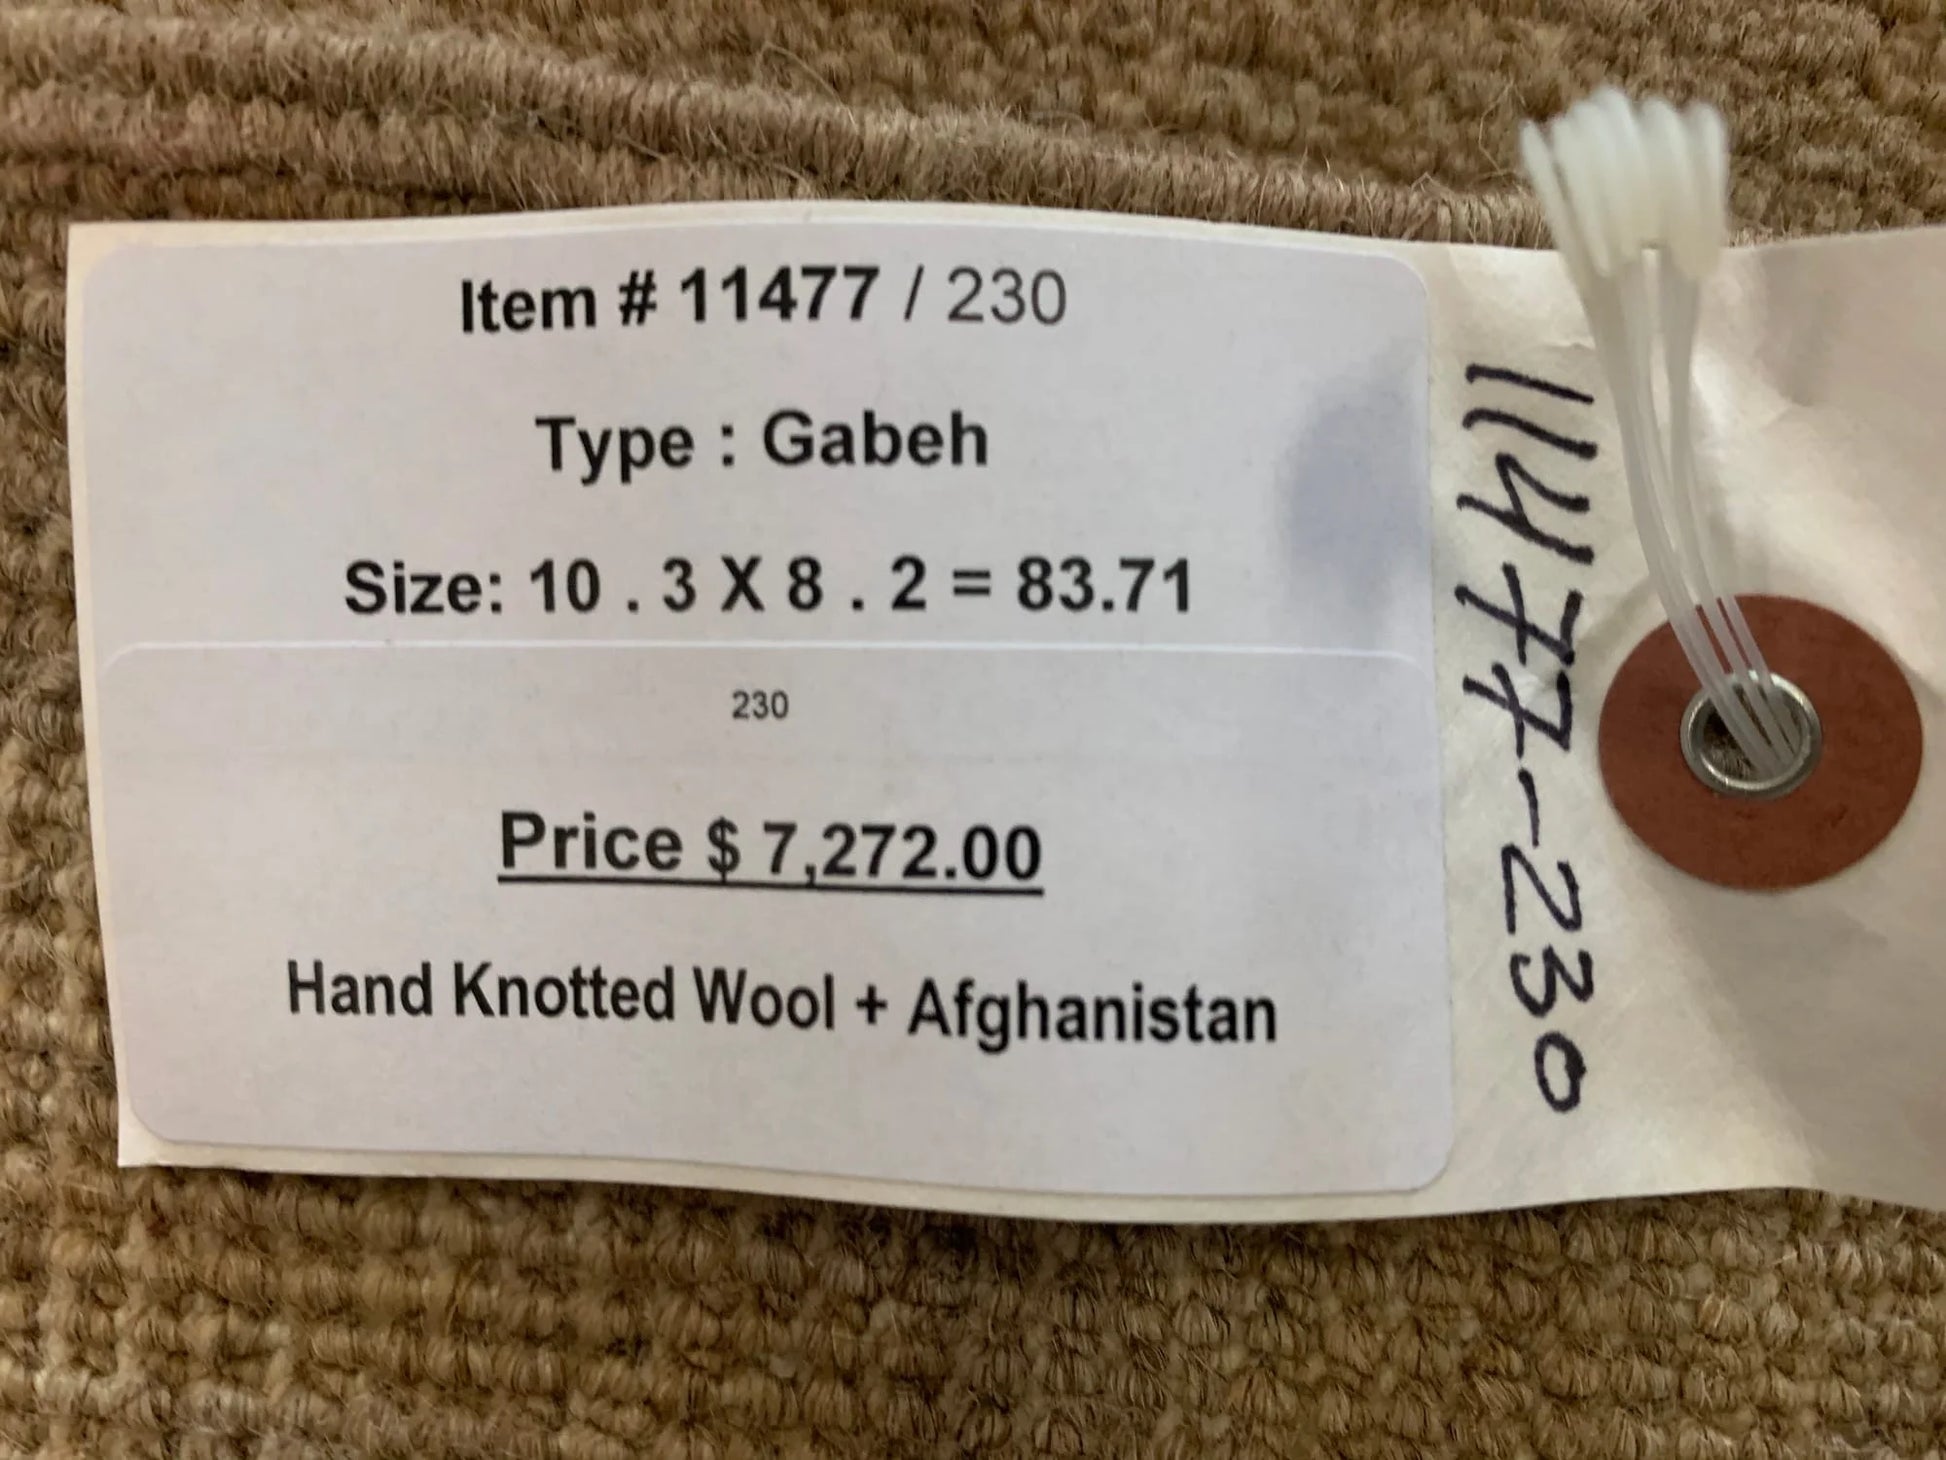 Item # 11477 / 230
Type : Gabeh
Size: 10 . 3 X 8 . 2 = 83.71
230
Price $ 7,272.00
Hand Knotted Wool + Afghanistan
11477-230